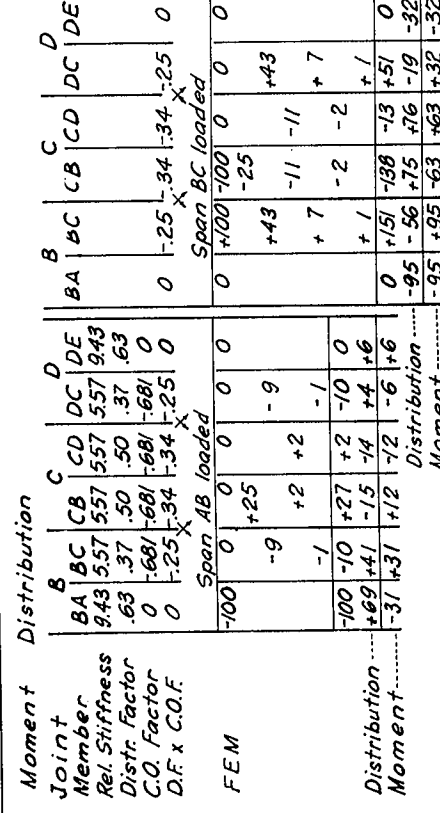 Moment Distribution
Joint B C D B C D
Member BA BC CB CD DC DE BA BC CB CD DC DE
Rel. Stiffness 9.43 5.57 5.57 5.57 5.57 9.43
Distr. Factor .63 .37 .50 .50 .37 .63
C.O. Factor 0 -.681 -.681 -.681 -.681 0
D.F. x C.O.F. 0 -.25 -.34 -.34 -.25 0 0 -.25 -.34 -.34 -.25 0
Span AB loaded Span BC loaded
FEM -100 0 0 0 0 0 0 +100 -100 0 0 0
+25 -25
-9 +2 +2 -9 +43 -11 -11 +43
-1 -1 +7 -2 -2 +7
+1 +1
-100 -10 +27 +2 -10 0 0 +151 -138 -13 +51 0
Distribution +69 +41 -15 -14 +4 +6 Distribution -95 -56 +75 +76 -19 -32
Moment -31 +31 +12 -12 -6 +6 Moment -95 +95 -63 +63 +32 -32